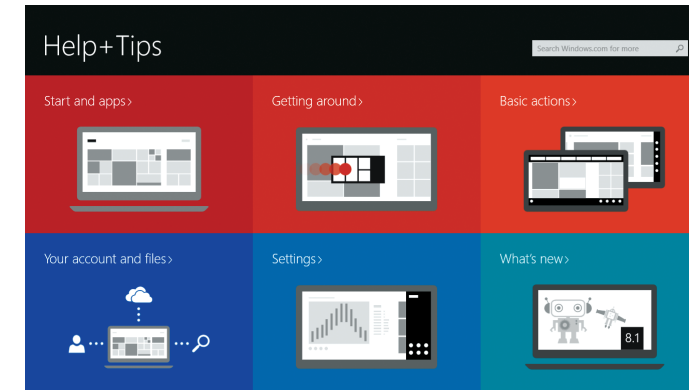 Help+Tips
Search Windows.com for more
Start and apps>
Getting around>
Basic actions>
Your account and files>
Settings>
What's new>
8.1